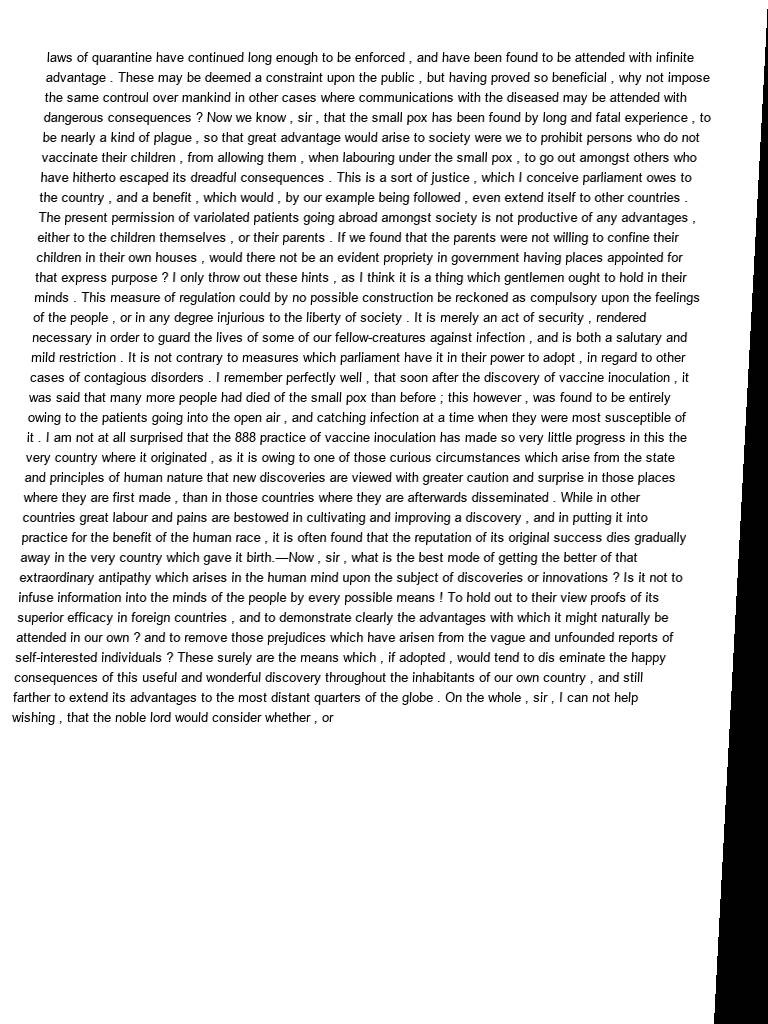 laws of quarantine have continued long enough to be enforced , and have been found to be attended with infinite
advantage . These may be deemed a constraint upon the public , but having proved so beneficial , why not impose
the same controul over mankind in other cases where communications with the diseased may be attended with
dangerous consequences ? Now we know , sir , that the small pox has been found by long and fatal experience , to
be nearly a kind of plague , so that great advantage would arise to society were we to prohibit persons who do not
vaccinate their children , from allowing them , when labouring under the small pox , to go out amongst others who
have hitherto escaped its dreadful consequences . This is a sort of justice , which I conceive parliament owes to
the country , and a benefit , which would , by our example being followed , even extend itself to other countries .
The present permission of variolated patients going abroad amongst society is not productive of any advantages ,
either to the children themselves , or their parents . If we found that the parents were not willing to confine their
children in their own houses , would there not be an evident propriety in government having places appointed for
that express purpose ? I only throw out these hints , as I think it is a thing which gentlemen ought to hold in their
minds . This measure of regulation could by no possible construction be reckoned as compulsory upon the feelings
of the people , or in any degree injurious to the liberty of society . It is merely an act of security , rendered
necessary in order to guard the lives of some of our fellow-creatures against infection , and is both a salutary and
mild restriction . It is not contrary to measures which parliament have it in their power to adopt , in regard to other
cases of contagious disorders . I remember perfectly well , that soon after the discovery of vaccine inoculation , it
was said that many more people had died of the small pox than before ; this however , was found to be entirely
owing to the patients going into the open air , and catching infection at a time when they were most susceptible of
it . I am not at all surprised that the 888 practice of vaccine inoculation has made so very little progress in this the
very country where it originated , as it is owing to one of those curious circumstances which arise from the state
and principles of human nature that new discoveries are viewed with greater caution and surprise in those places
where they are first made , than in those countries where they are afterwards disseminated . While in other
countries great labour and pains are bestowed in cultivating and improving a discovery , and in putting it into
practice for the benefit of the human race , it is often found that the reputation of its original success dies gradually
away in the very country which gave it birth.—Now , sir , what is the best mode of getting the better of that
extraordinary antipathy which arises in the human mind upon the subject of discoveries or innovations ? Is it not to
infuse information into the minds of the people by every possible means ! To hold out to their view proofs of its
superior efficacy in foreign countries , and to demonstrate clearly the advantages with which it might naturally be
attended in our own ? and to remove those prejudices which have arisen from the vague and unfounded reports of
self-interested individuals ? These surely are the means which , if adopted , would tend to dis eminate the happy
consequences of this useful and wonderful discovery throughout the inhabitants of our own country , and still
farther to extend its advantages to the most distant quarters of the globe . On the whole , sir , I can not help
wishing , that the noble lord would consider whether , or